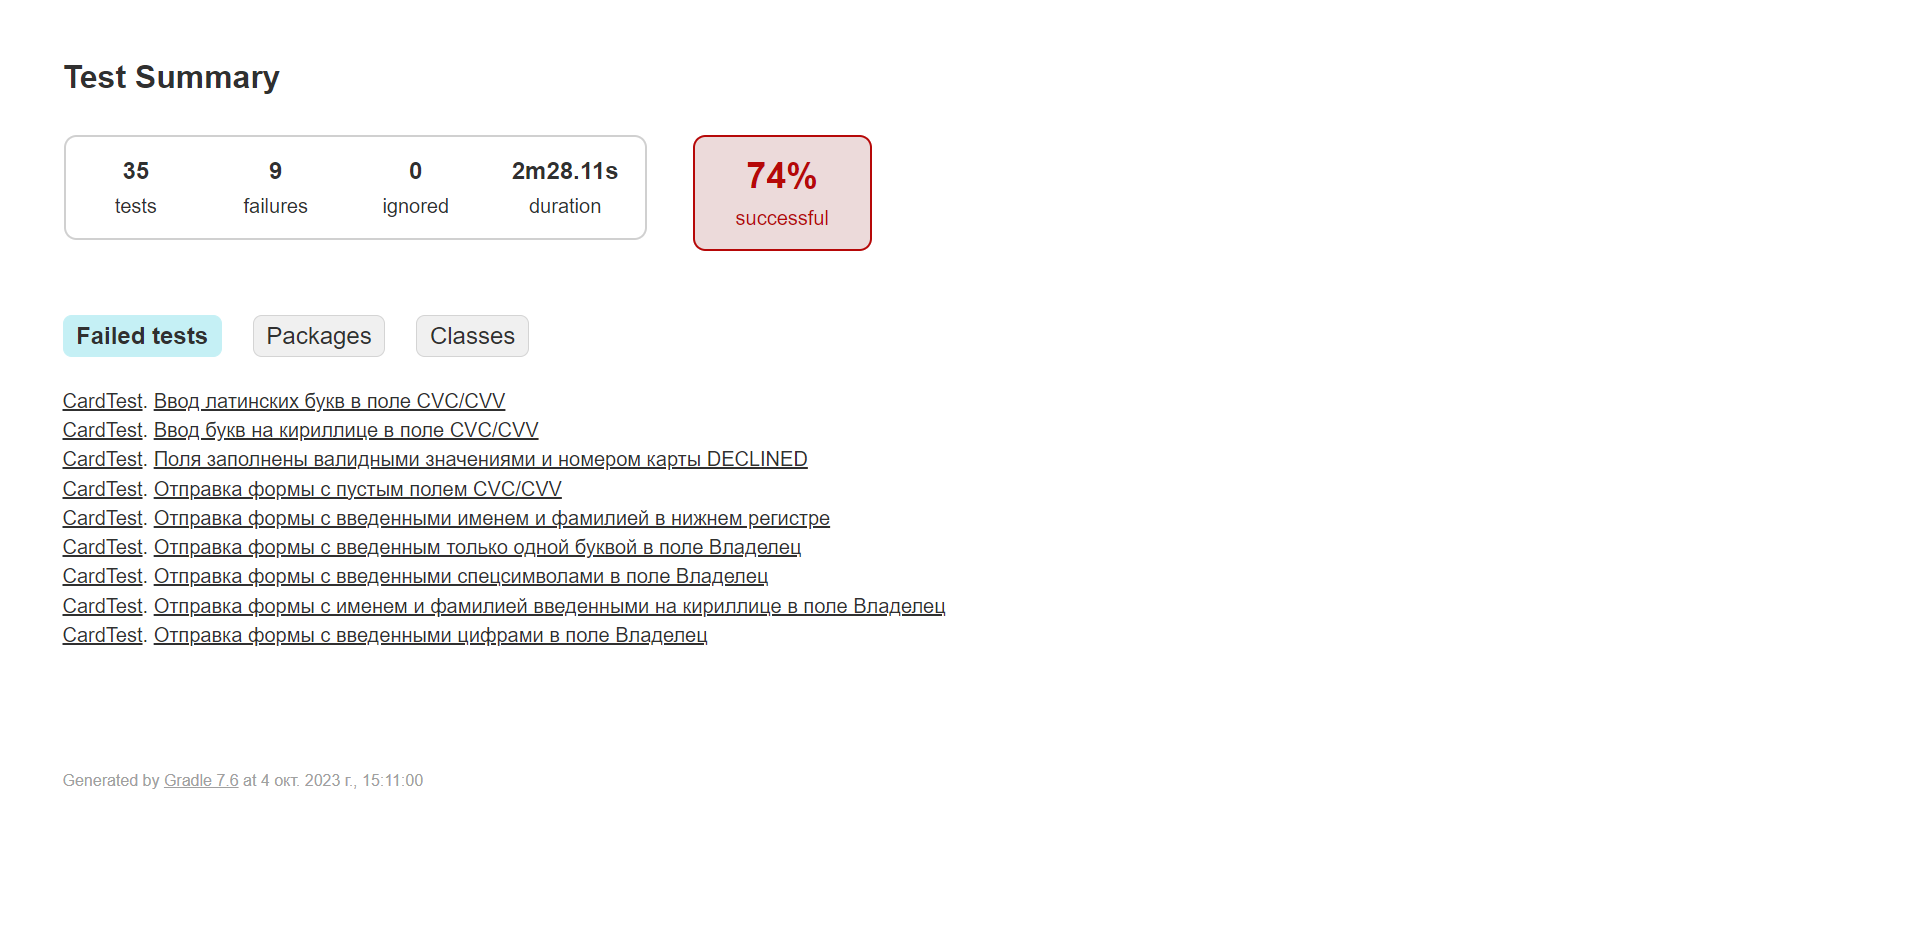 Test Summary
35 9 0 2m28.11s 74%
tests failures ignored duration successful
Failed tests Packages Classes
CardTest. Ввод латинских букв в поле CVC/CVV
CardTest. Ввод букв на кириллице в поле CVC/CVV
CardTest. Поля заполнены валидными значениями и номером карты DECLINED
CardTest. Отправка формы с пустым полем CVC/CVV
CardTest. Отправка формы с введенными именем и фамилией в нижнем регистре
CardTest. Отправка формы с введенным только одной буквой в поле Владелец
CardTest. Отправка формы с введенными спецсимволами в поле Владелец
CardTest. Отправка формы с именем и фамилией введенными на кириллице в поле Владелец
CardTest. Отправка формы с введенными цифрами в поле Владелец
Generated by Gradle 7.6 at 4 окт. 2023 г., 15:11:00